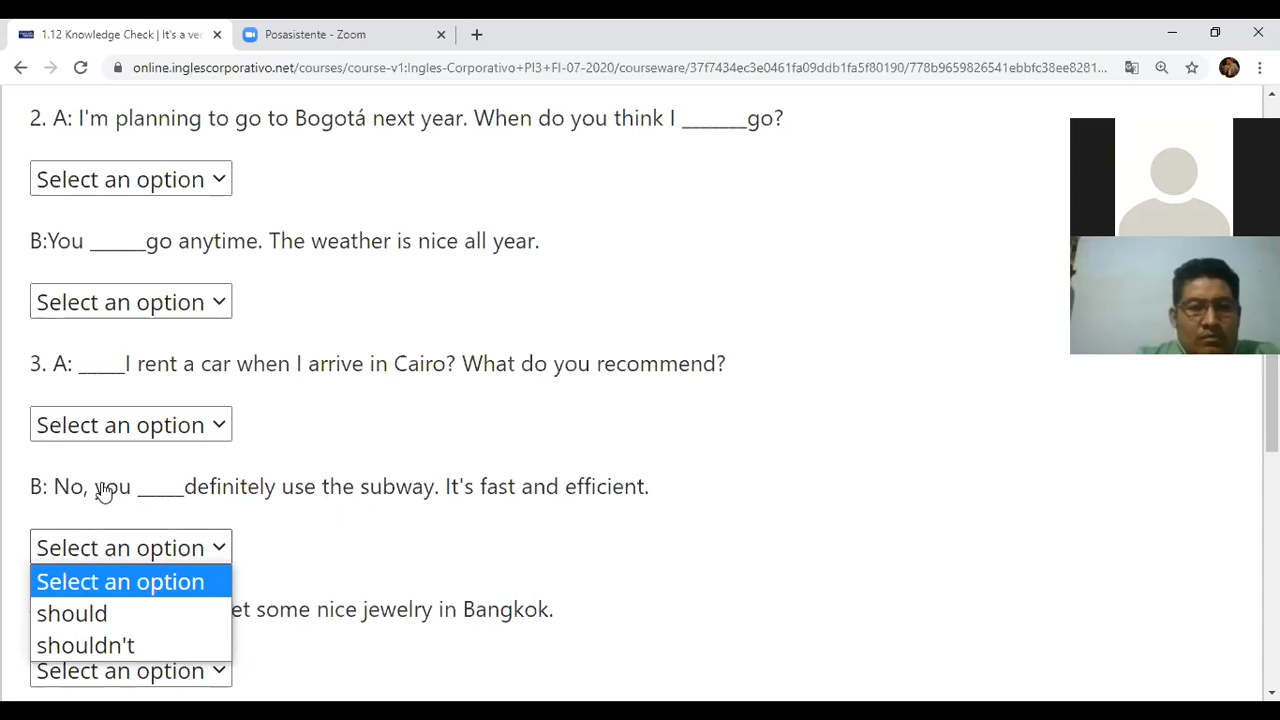 1.12 Knowledge Check | It's a ve
Posasistente - Zoom
online.inglescorporativo.net/courses/course-v1:Ingles-Corporativo+PI3+FI-07-2020/courseware/37f7434ec3e0461fa09ddb1fa5f80190/778b9659826541ebbfc38ee8281...
2. A: I'm planning to go to Bogotá next year. When do you think I _______go?
Select an option
B:You ______go anytime. The weather is nice all year.
Select an option
3. A: _____I rent a car when I arrive in Cairo? What do you recommend?
Select an option
B: No, you _____definitely use the subway. It's fast and efficient.
Select an option
Select an option
should
et some nice jewelry in Bangkok.
shouldn't
Select an option